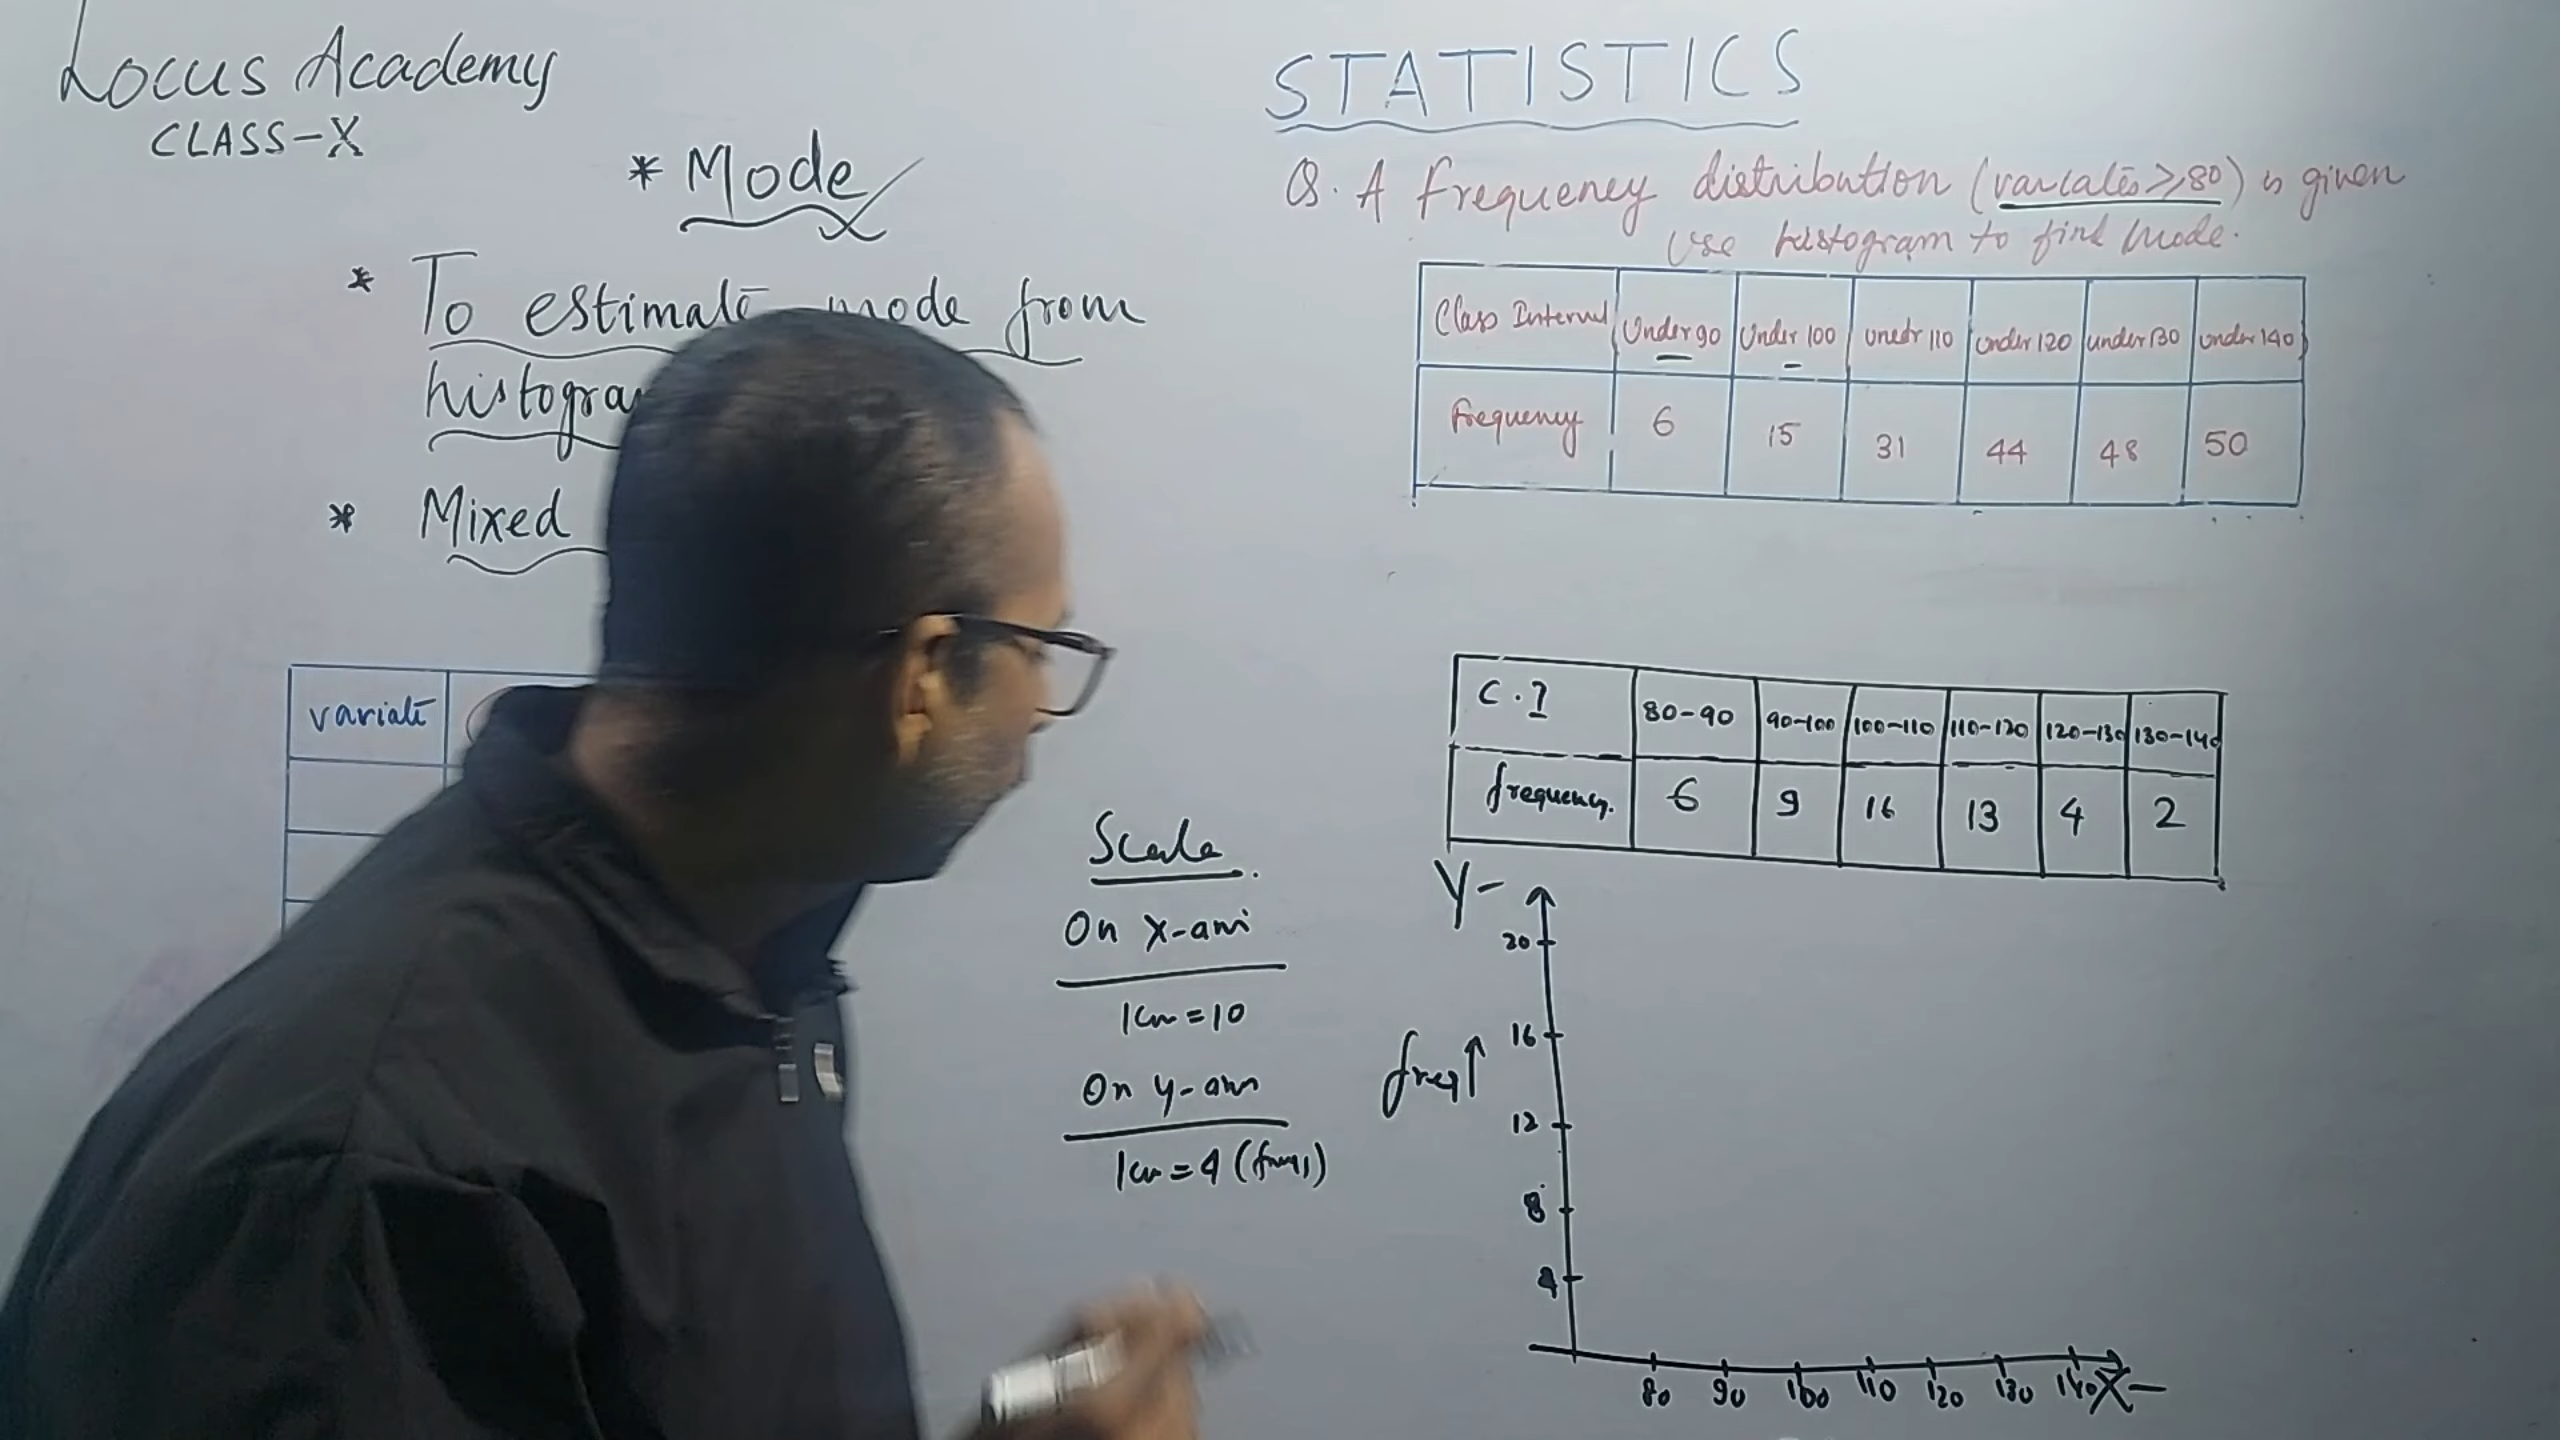 Locus Academy
CLASS-X
* Mode
* To estimate mode from
* Mixed
variate
STATISTICS
Q. A frequency distribution (variates ≥ 80) is given
Use histogram to find Mode.
Class Interval Under 90 Under 100 unedr 110 under 120 under 130 under 140
Frequency 6 15 31 44 48 50
C.I 80-90 90-100 100-110 110-120 120-130 130-140
frequency. 6 9 16 13 4 2
Scale
On X-axis
1cm = 10
On y-axis
1cm = 4 (freq)
Y-
20
16
freq↑
12
8
4
80 90 100 110 120 130 140 X-